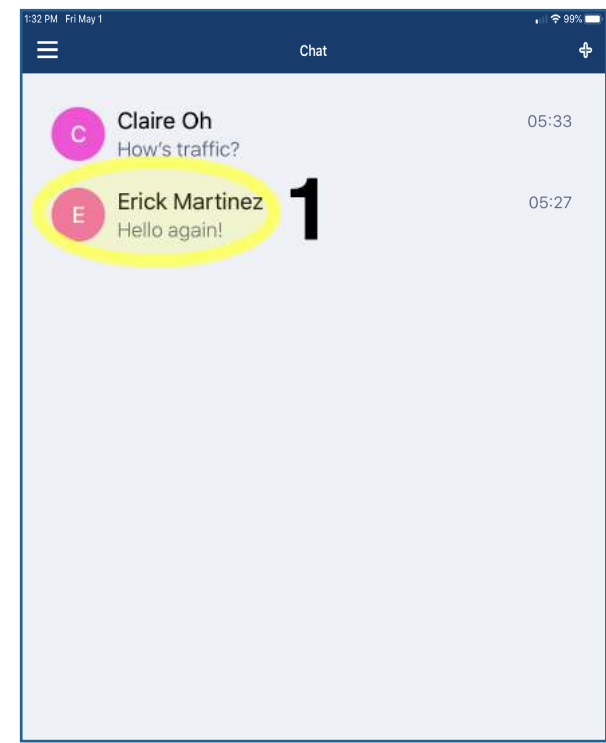 1:32 PM Fri May 1 99%
Chat
C Claire Oh 05:33
How's traffic?
E Erick Martinez 1 05:27
Hello again!